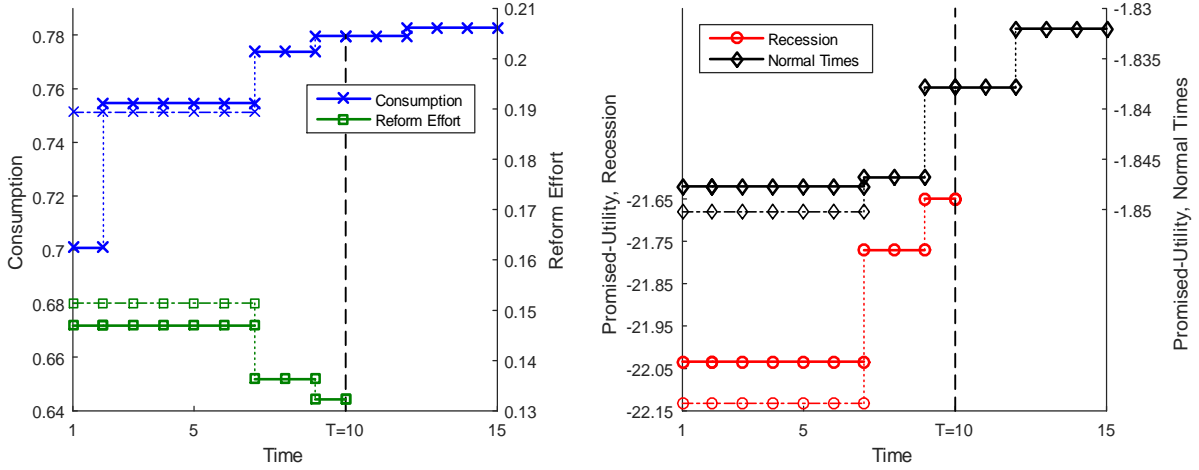 0.78
0.76
0.74
0.72
0.7
0.68
0.66
0.64
Consumption
0.21
0.2
0.19
0.18
0.17
0.16
0.15
0.14
0.13
Reform Effort
Consumption
Reform Effort
1
5
T=10
15
Time
-21.65
-21.75
-21.85
-21.95
-22.05
-22.15
Promised-Utility, Recession
-1.83
-1.835
-1.84
-1.845
-1.85
Promised-Utility, Normal Times
Recession
Normal Times
1
5
T=10
15
Time